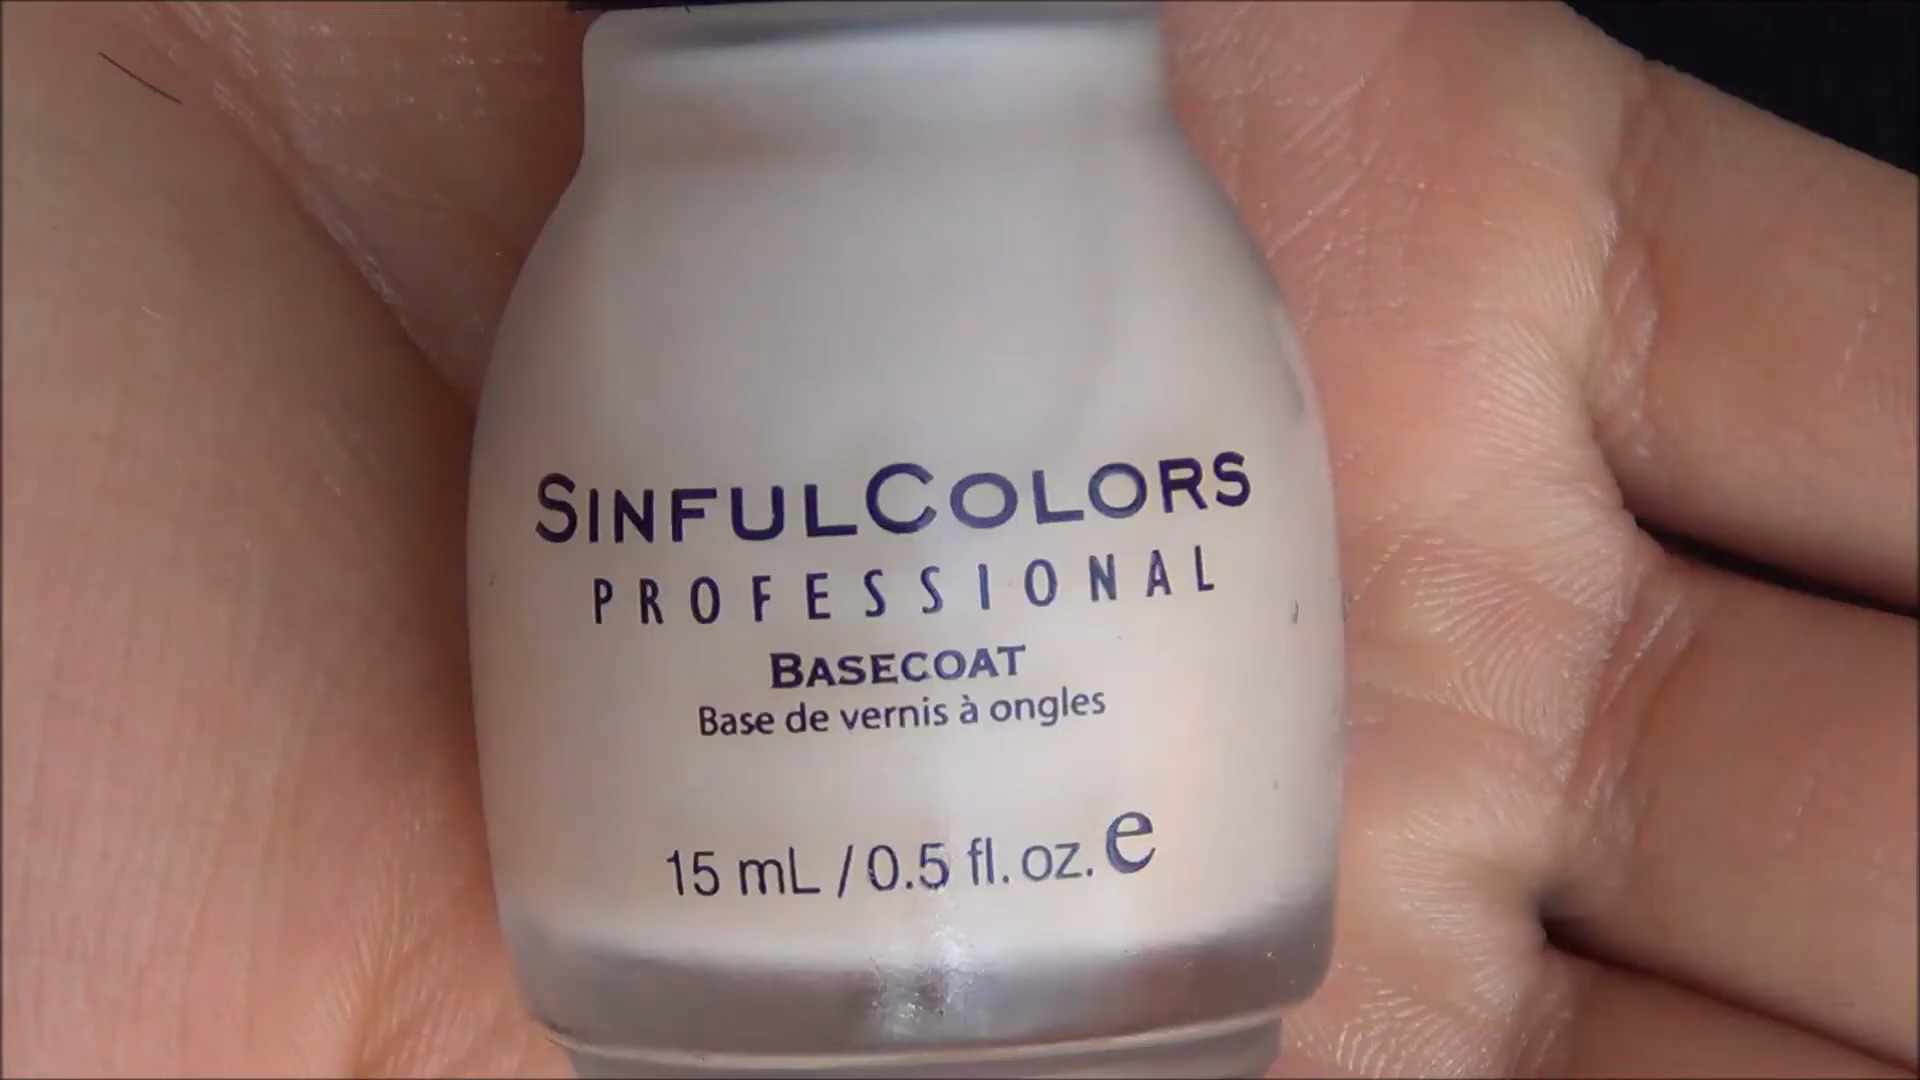 SINFULCOLORS
PROFESSIONAL
BASECOAT
Base de vernis à ongles
15 mL / 0.5 fl. oz. e